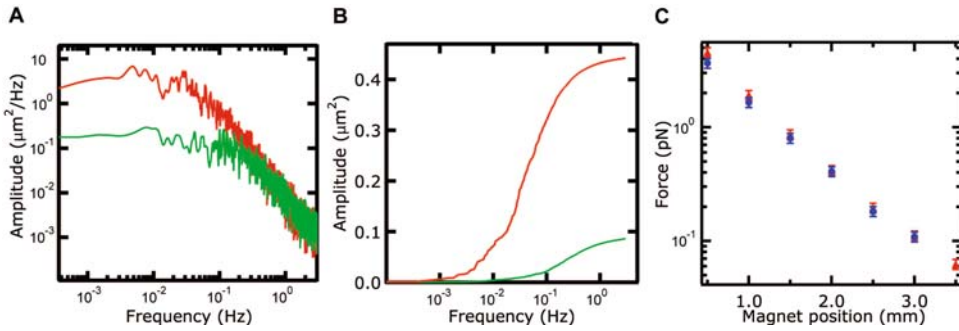 A
B
C
Amplitude (μm²/Hz)
10¹
10⁰
10⁻¹
10⁻²
10⁻³
10⁻³
10⁻²
10⁻¹
10⁰
Frequency (Hz)
Amplitude (μm²)
0.4
0.3
0.2
0.1
0.0
10⁻³
10⁻²
10⁻¹
10⁰
Frequency (Hz)
Force (pN)
10⁰
10⁻¹
1.0
2.0
3.0
Magnet position (mm)